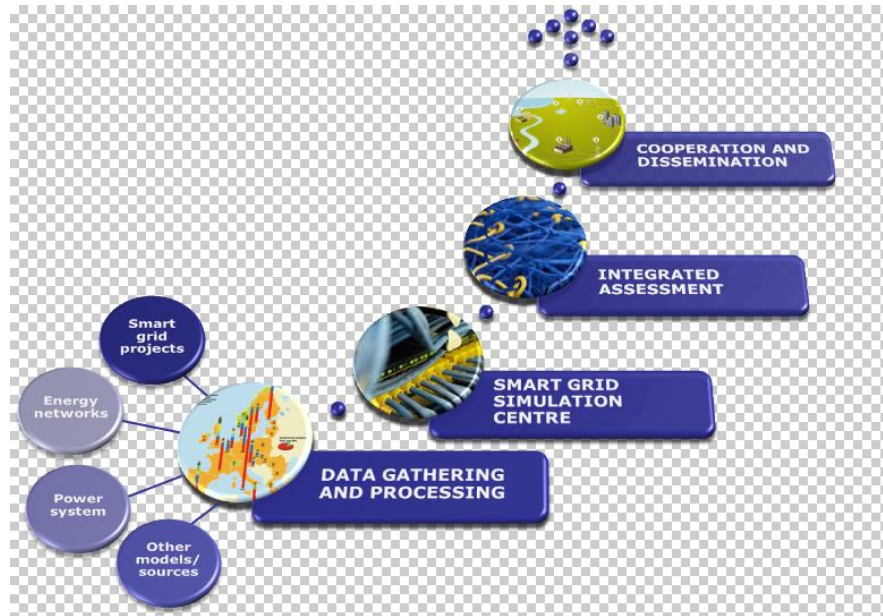 COOPERATION AND
DISSEMINATION
INTEGRATED
ASSESSMENT
Smart
grid
projects
Energy
networks
SMART GRID
SIMULATION
CENTRE
DATA GATHERING
AND PROCESSING
Power
system
Other
models/
sources